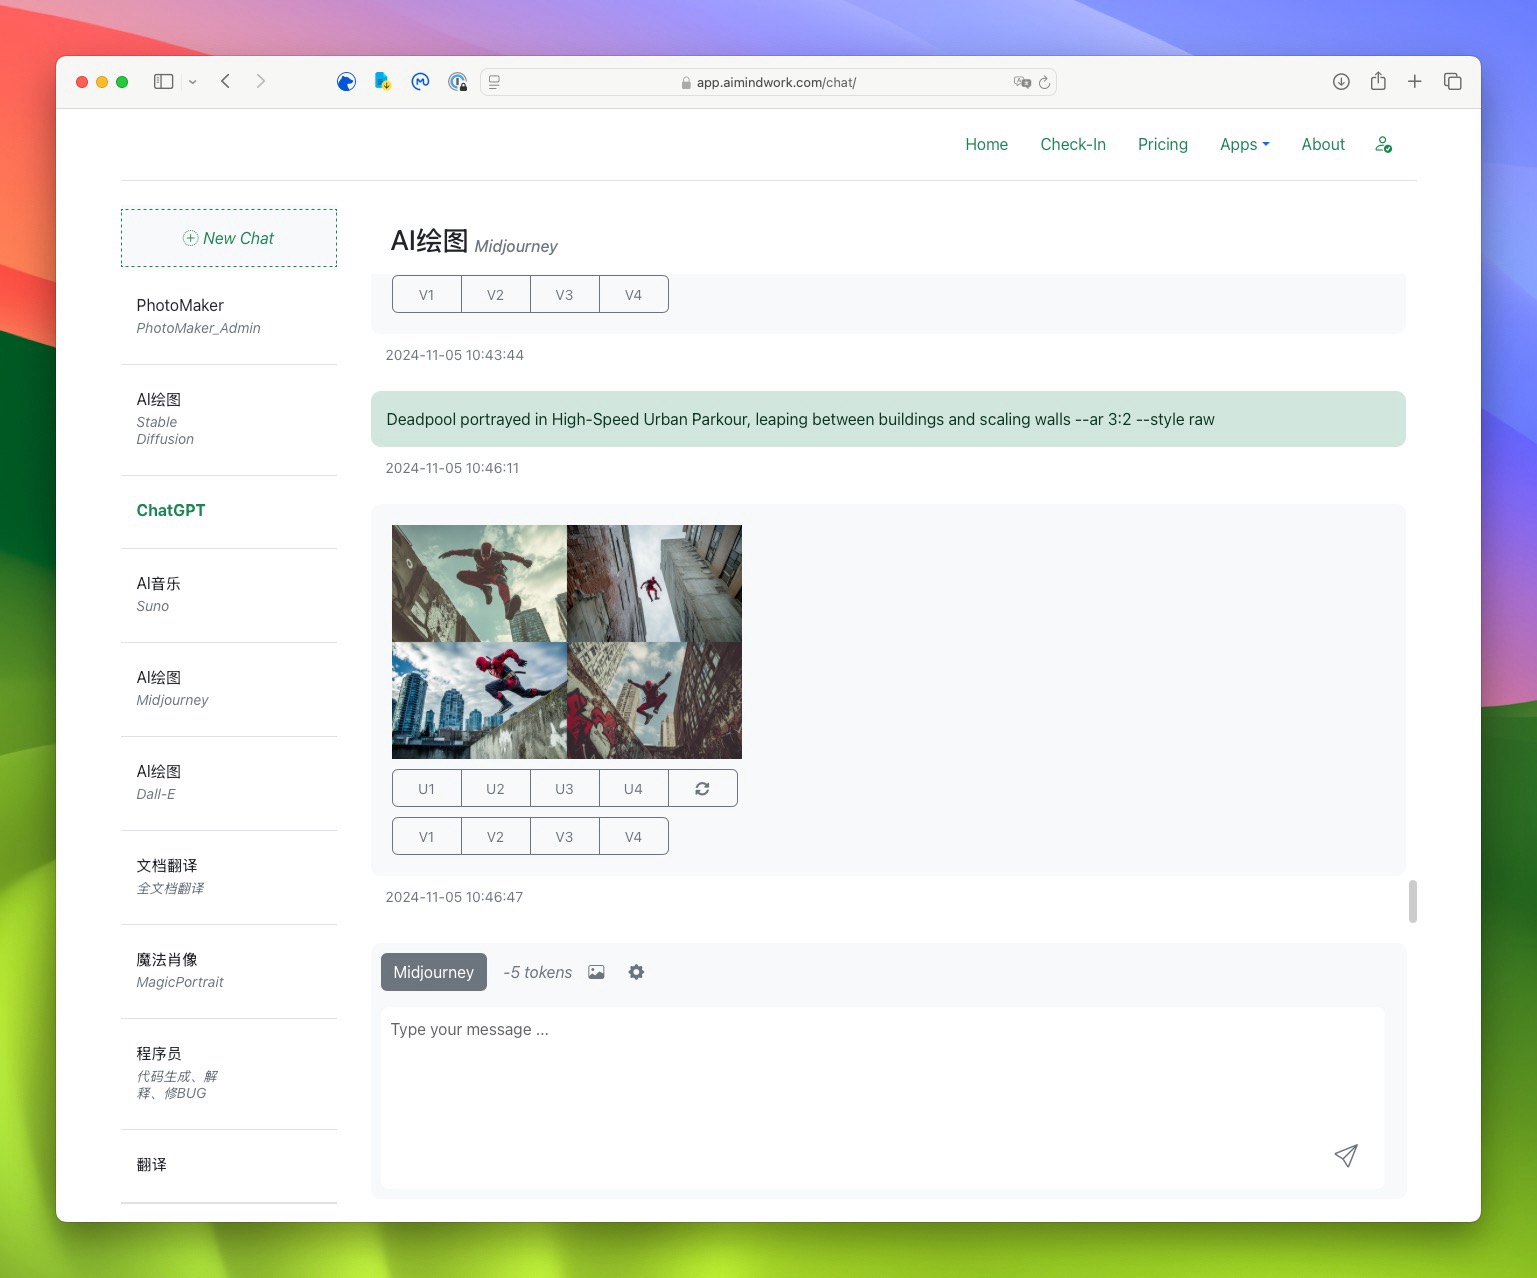 app.aimindwork.com/chat/
Home
Check-In
Pricing
Apps
About
New Chat
PhotoMaker
PhotoMaker_Admin
AI绘图
Stable
Diffusion
ChatGPT
AI音乐
Suno
AI绘图
Midjourney
AI绘图
Dall-E
文档翻译
全文档翻译
魔法肖像
MagicPortrait
程序员
代码生成、解
释、修BUG
翻译
AI绘图 Midjourney
V1
V2
V3
V4
2024-11-05 10:43:44
Deadpool portrayed in High-Speed Urban Parkour, leaping between buildings and scaling walls --ar 3:2 --style raw
2024-11-05 10:46:11
U1
U2
U3
U4
V1
V2
V3
V4
2024-11-05 10:46:47
Midjourney
-5 tokens
Type your message ...